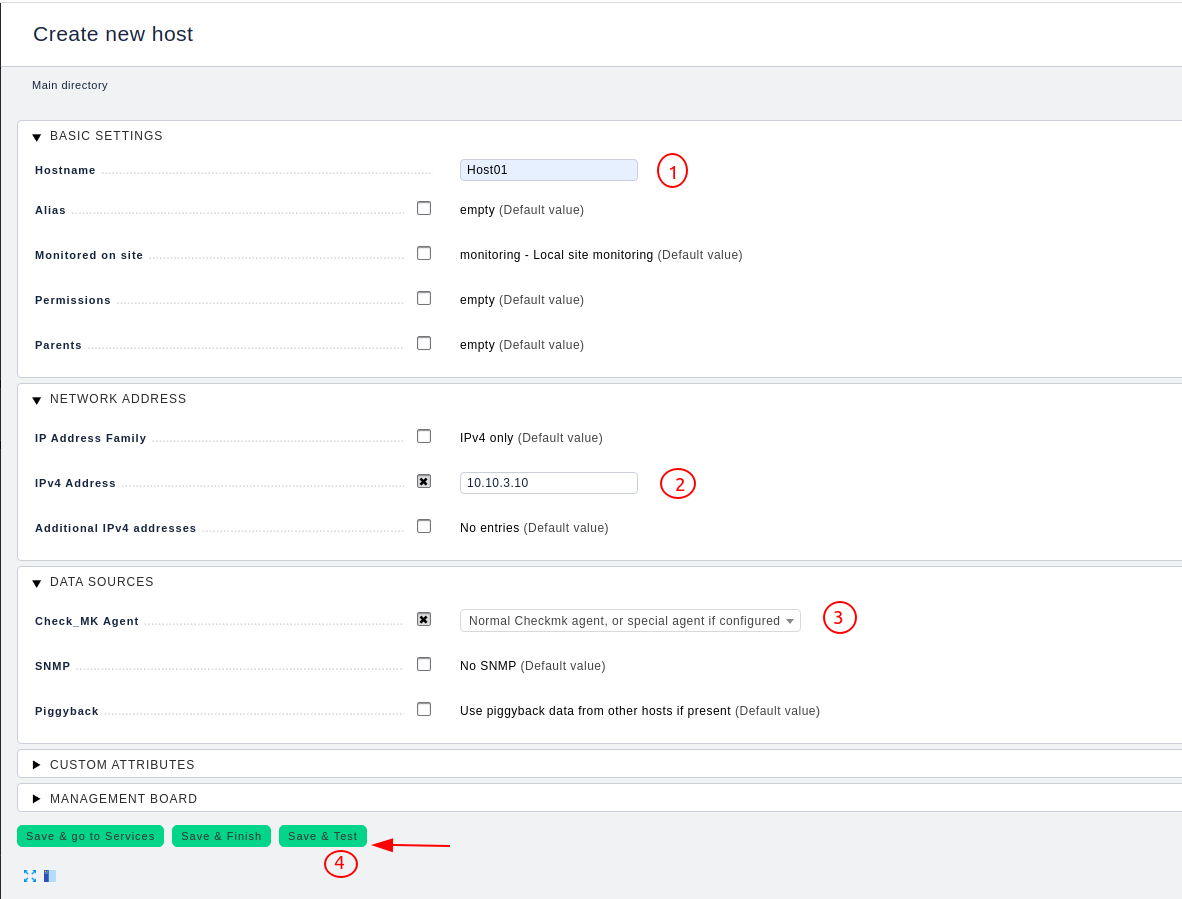 Create new host
Main directory
BASIC SETTINGS
Hostname Host01 1
Alias empty (Default value)
Monitored on site monitoring - Local site monitoring (Default value)
Permissions empty (Default value)
Parents empty (Default value)
NETWORK ADDRESS
IP Address Family IPv4 only (Default value)
IPv4 Address 10.10.3.10 2
Additional IPv4 addresses No entries (Default value)
DATA SOURCES
Check_MK Agent Normal Checkmk agent, or special agent if configured 3
SNMP No SNMP (Default value)
Piggyback Use piggyback data from other hosts if present (Default value)
CUSTOM ATTRIBUTES
MANAGEMENT BOARD
Save & go to Services Save & Finish Save & Test
4